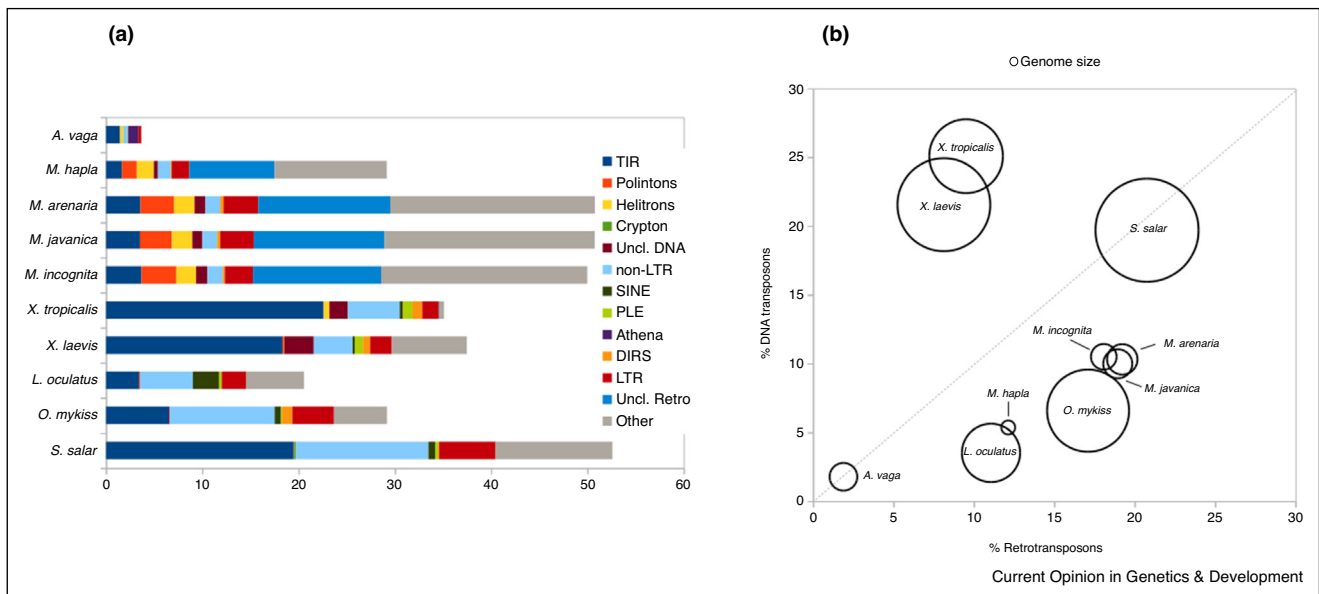 (a)
A. vaga
M. hapla
M. arenaria
M. javanica
M. incognita
X. tropicalis
X. laevis
L. oculatus
O. mykiss
S. salar
0 10 20 30 40 50 60
TIR
Polintons
Helitrons
Crypton
Uncl. DNA
non-LTR
SINE
PLE
Athena
DIRS
LTR
Uncl. Retro
Other
(b)
Genome size
% DNA transposons
30
25
20
15
10
5
0
X. tropicalis
X. laevis
S. salar
M. incognita
M. arenaria
M. javanica
M. hapla
O. mykiss
L. oculatus
A. vaga
0 5 10 15 20 25 30
% Retrotransposons
Current Opinion in Genetics & Development